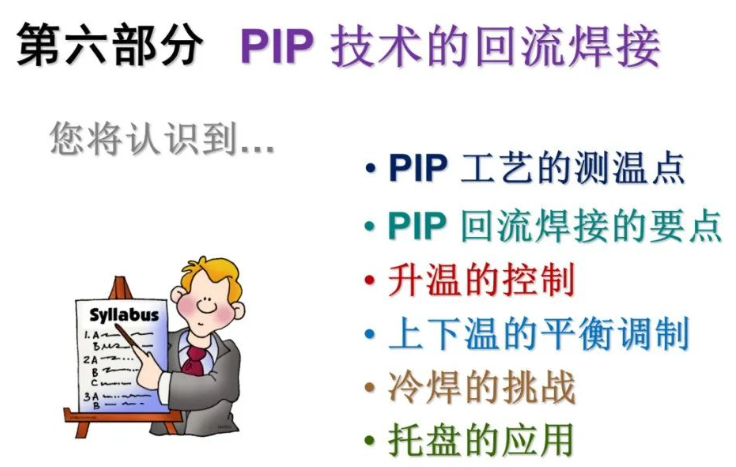 第六部分 PIP 技术的回流焊接
您将认识到...
• PIP 工艺的测温点
• PIP 回流焊接的要点
• 升温的控制
• 上下温的平衡调制
• 冷焊的挑战
• 托盘的应用
Syllabus
1. A
B
2 A
B
C
3 A
B